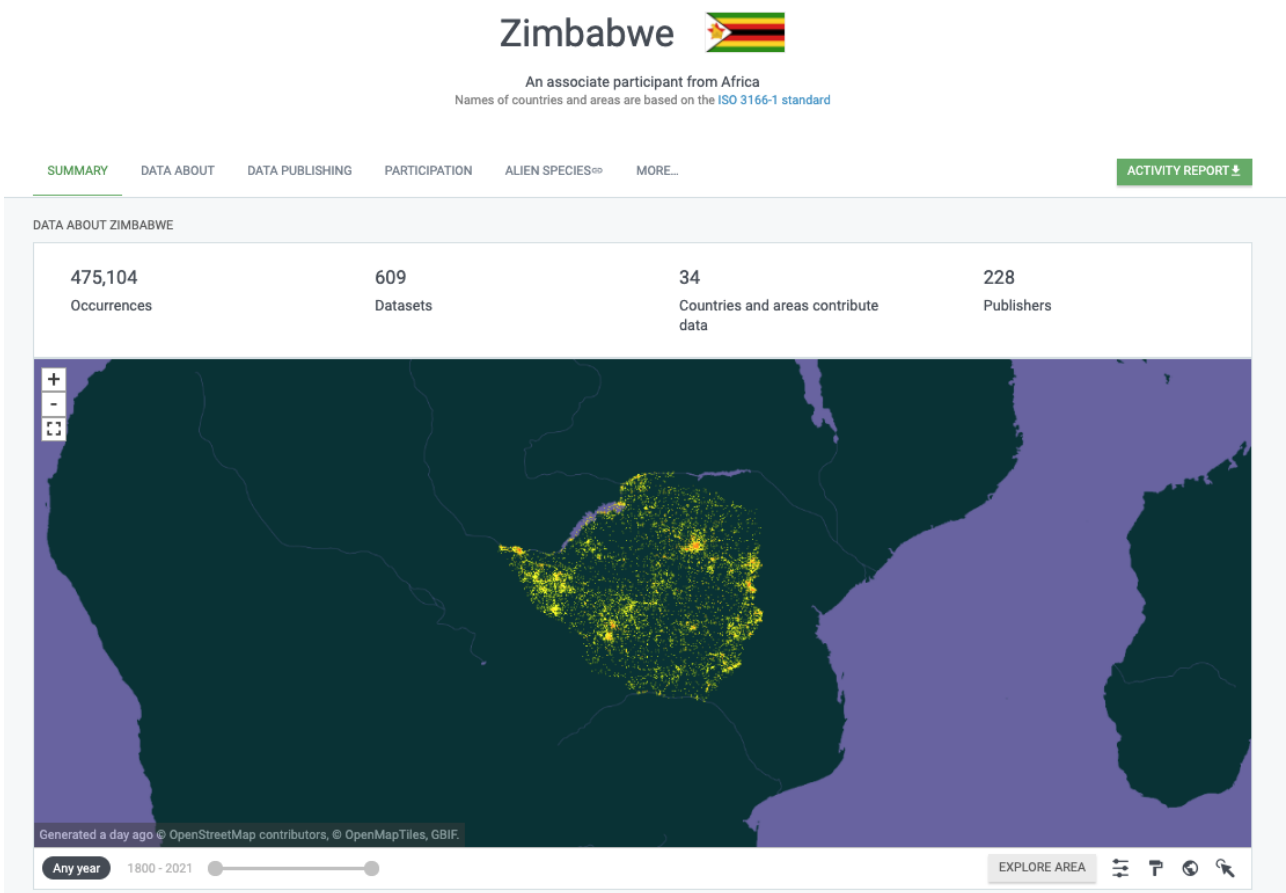 Zimbabwe
An associate participant from Africa
Names of countries and areas are based on the ISO 3166-1 standard
SUMMARY DATA ABOUT DATA PUBLISHING PARTICIPATION ALIEN SPECIES MORE... ACTIVITY REPORT
DATA ABOUT ZIMBABWE
475,104 609 34 228
Occurrences Datasets Countries and areas contribute Publishers
data
+
-
Generated a day ago © OpenStreetMap contributors, © OpenMapTiles, GBIF.
Any year 1800 - 2021 EXPLORE AREA